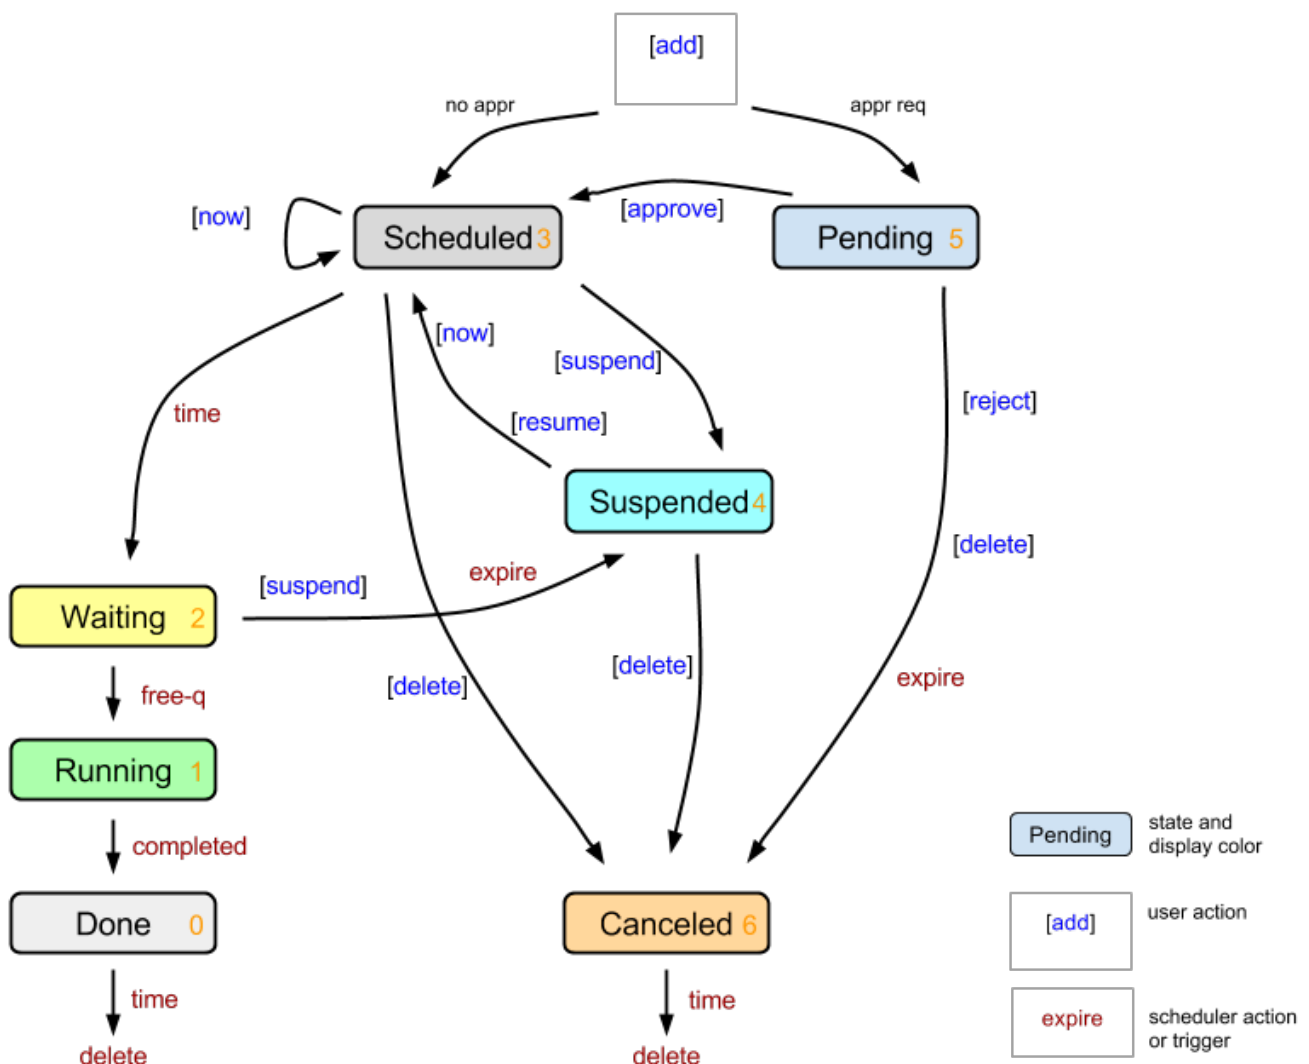 [add]
no appr
appr req
[now]
[approve]
Scheduled 3
Pending 5
[now]
[suspend]
time
[resume]
[reject]
Suspended 4
[delete]
expire
[suspend]
Waiting 2
[delete]
[delete]
expire
free-q
Running 1
completed
Pending
state and
display color
Done 0
Canceled 6
[add]
user action
time
time
expire
scheduler action
or trigger
delete
delete